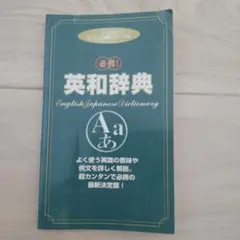 必携!
英和辞典
English Japanese Dictionary
Aa
あ
よく使う英語の意味や
例文を詳しく解説。
超カンタンで必携の
最新決定版!